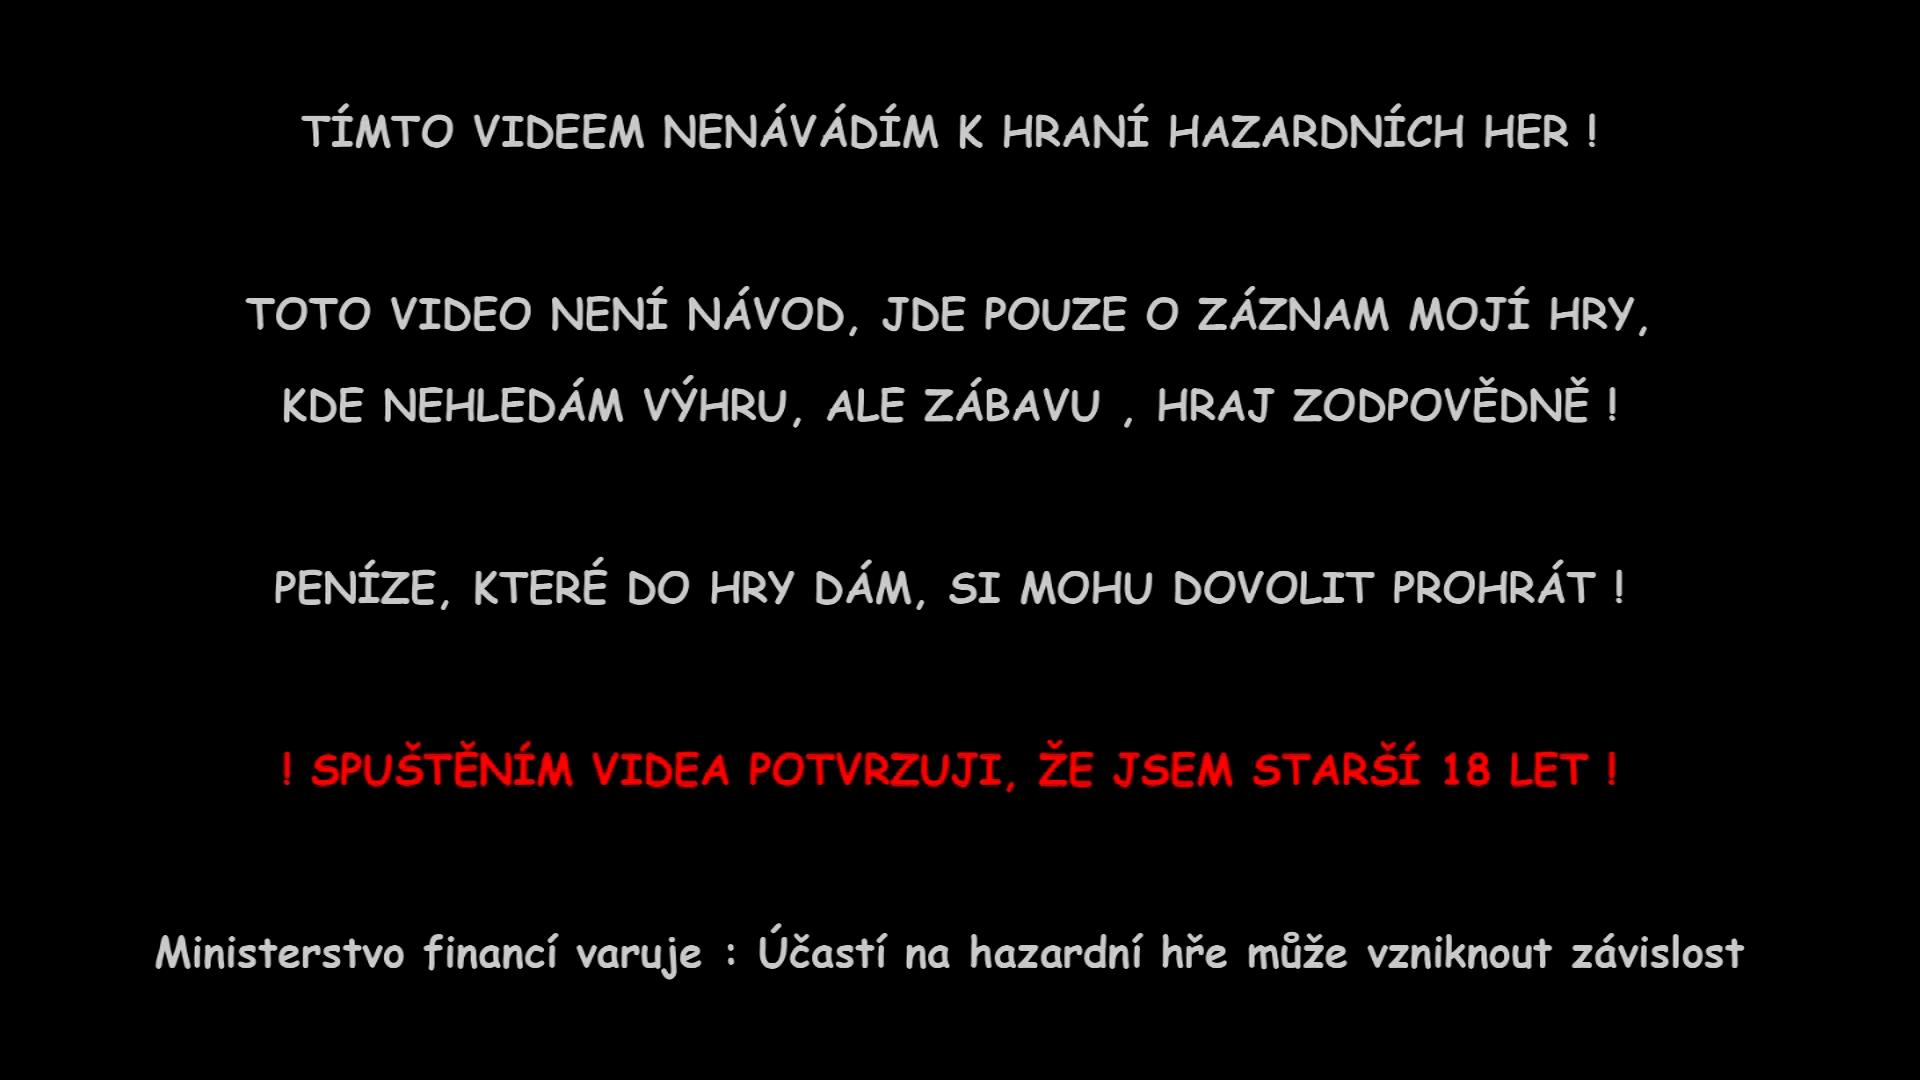 TÍMTO VIDEEM NENÁVÁDÍM K HRANÍ HAZARDNÍCH HER !
TOTO VIDEO NENÍ NÁVOD, JDE POUZE O ZÁZNAM MOJÍ HRY,
KDE NEHLEDÁM VÝHRU, ALE ZÁBAVU , HRAJ ZODPOVĚDNĚ !
PENÍZE, KTERÉ DO HRY DÁM, SI MOHU DOVOLIT PROHRÁT !
! SPUŠTĚNÍM VIDEA POTVRZUJI, ŽE JSEM STARŠÍ 18 LET !
Ministerstvo financí varuje : Účastí na hazardní hře může vzniknout závislost